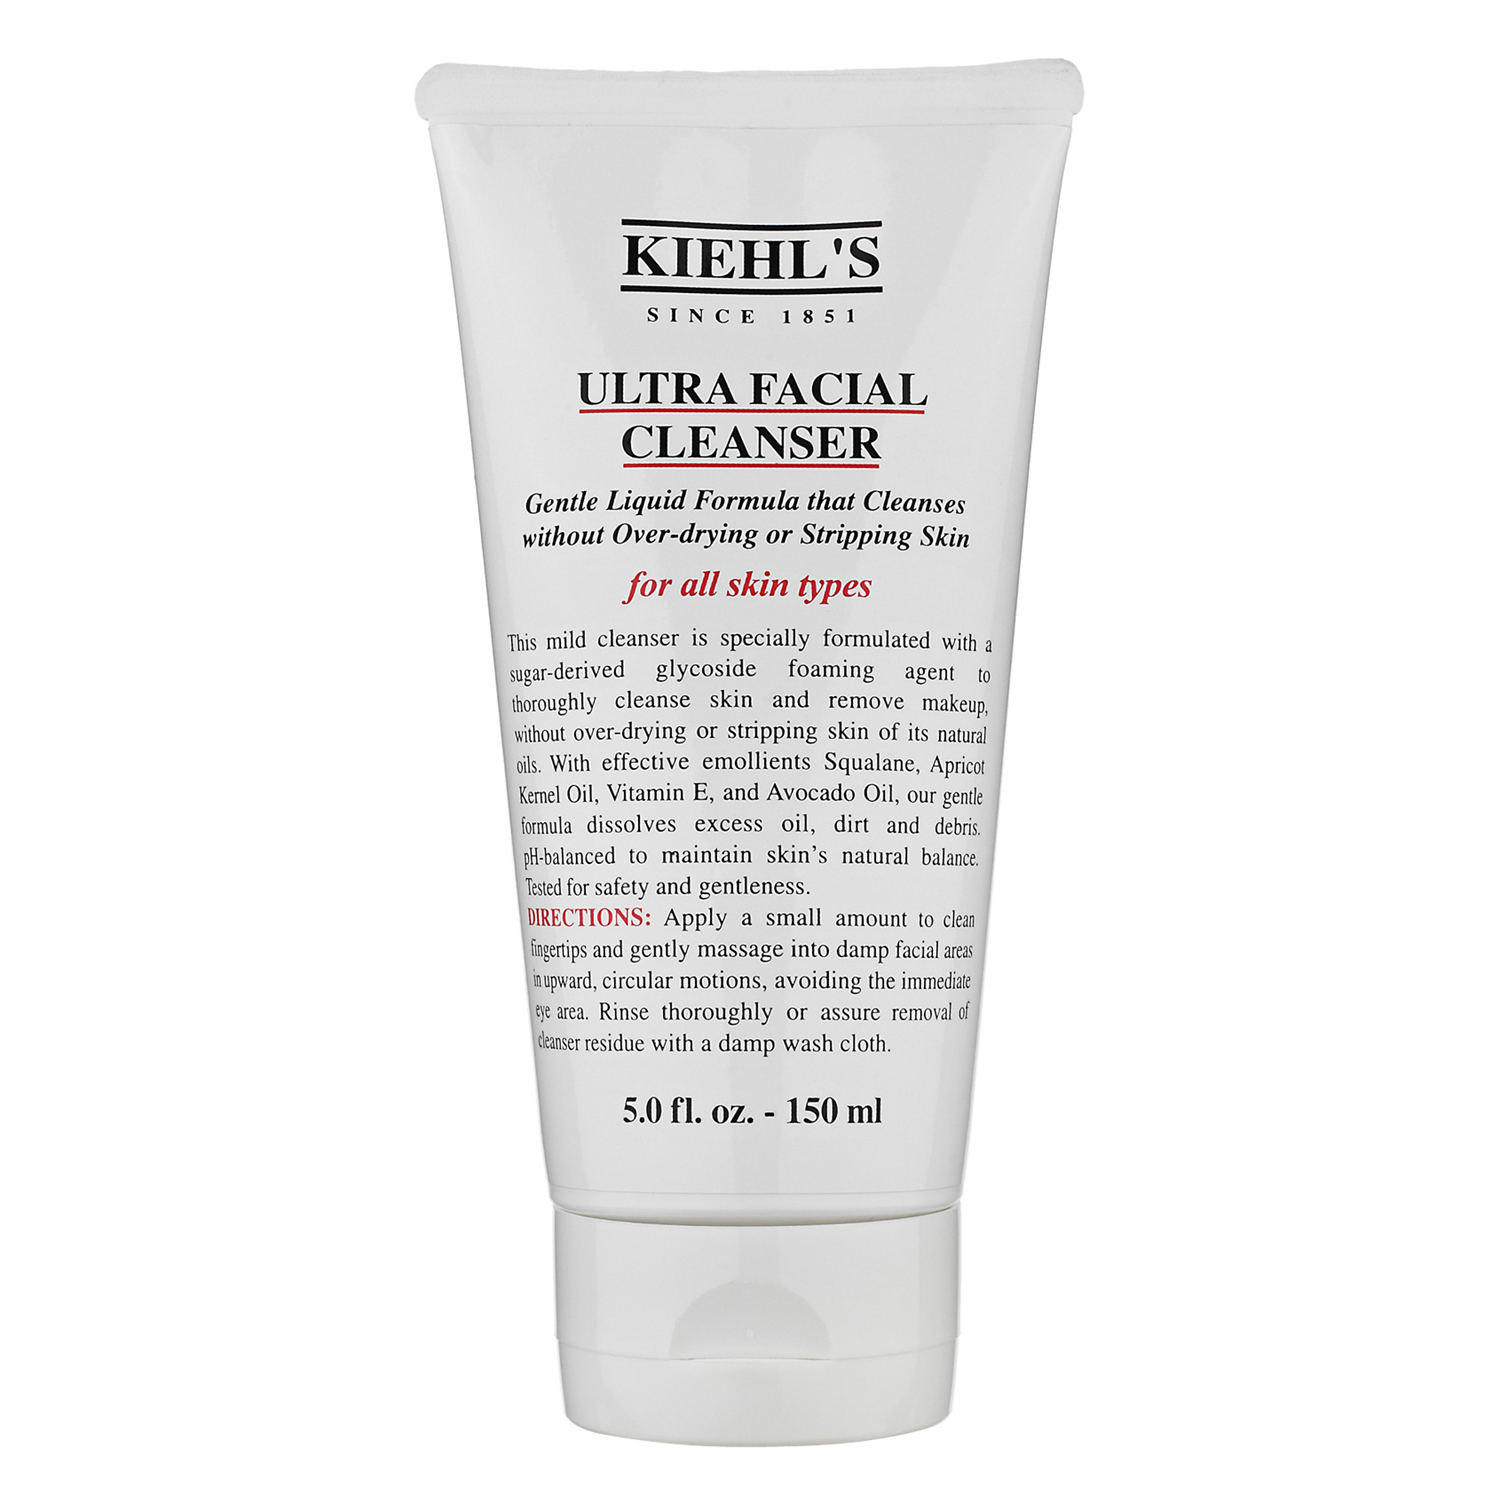 KIEHL'S
SINCE 1851
ULTRA FACIAL
CLEANSER
Gentle Liquid Formula that Cleanses
without Over-drying or Stripping Skin
for all skin types
This mild cleanser is specially formulated with a
sugar-derived glycoside foaming agent to
thoroughly cleanse skin and remove makeup,
without over-drying or stripping skin of its natural
oils. With effective emollients Squalane, Apricot
Kernel Oil, Vitamin E, and Avocado Oil, our gentle
formula dissolves excess oil, dirt and debris.
pH-balanced to maintain skin's natural balance.
Tested for safety and gentleness.
DIRECTIONS: Apply a small amount to clean
fingertips and gently massage into damp facial areas
in upward, circular motions, avoiding the immediate
eye area. Rinse thoroughly or assure removal of
cleanser residue with a damp wash cloth.
5.0 fl. oz. - 150 ml